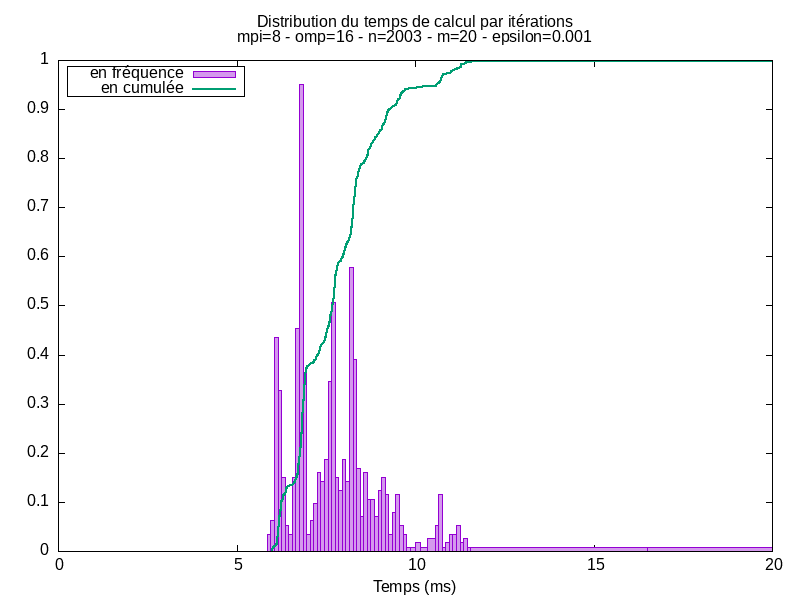 Distribution du temps de calcul par itérations
mpi=8 - omp=16 - n=2003 - m=20 - epsilon=0.001
en fréquence
en cumulée
1
0.9
0.8
0.7
0.6
0.5
0.4
0.3
0.2
0.1
0
0 5 10 15 20
Temps (ms)